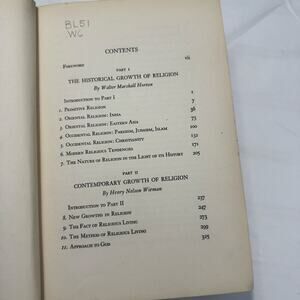 BL51
W6
CONTENTS
Foreword vii
PART I
THE HISTORICAL GROWTH OF RELIGION
By Walter Marshall Horton
Introduction to Part I 1
1. Primitive Religion 7
2. Oriental Religion: India 36
3. Oriental Religion: Eastern Asia 73
4. Occidental Religion: Parsism, Judaism, Islam 100
5. Occidental Religion: Christianity 132
6. Modern Religious Tendencies 171
7. The Nature of Religion in the Light of its History 205
PART II
CONTEMPORARY GROWTH OF RELIGION
By Henry Nelson Wieman
Introduction to Part II 237
8. New Growths in Religion 247
9. The Fact of Religious Living 273
10. The Method of Religious Living 299
11. Approach to God 325